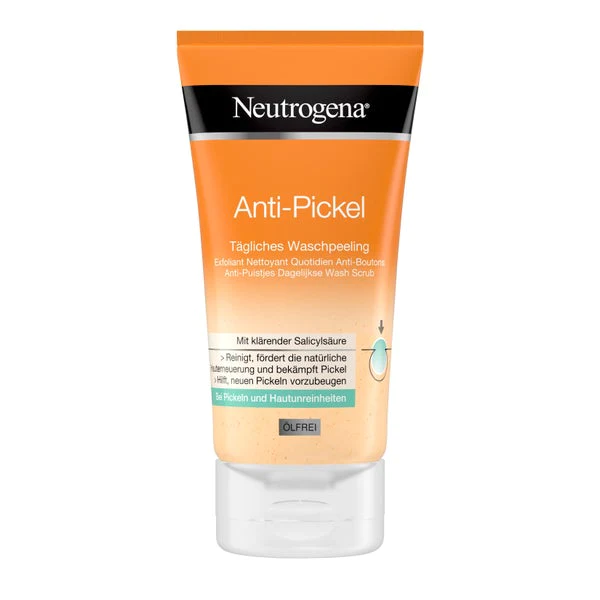 Neutrogena®
Anti-Pickel
Tägliches Waschpeeling
Exfoliant Nettoyant Quotidien Anti-Boutons
Anti-Puistjes Dagelijkse Wash Scrub
Mit klärender Salicylsäure
> Reinigt, fördert die natürliche
Hauterneuerung und bekämpft Pickel
> Hilft, neuen Pickeln vorzubeugen
Bei Pickeln und Hautunreinheiten
ÖLFREI